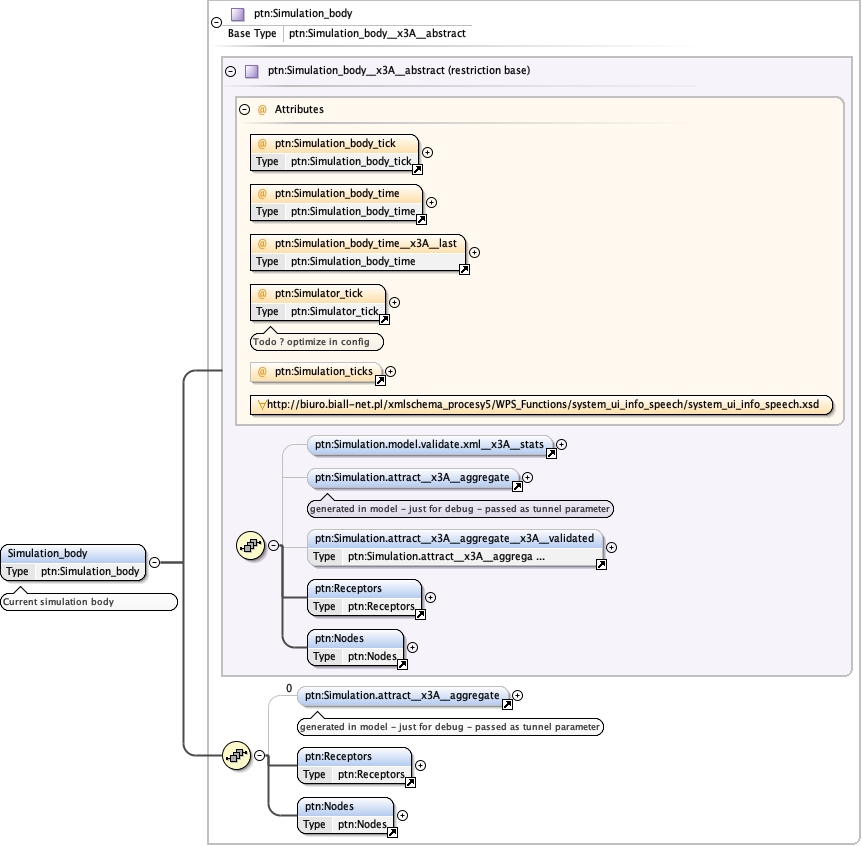 ptn:Simulation_body
Base Type ptn:Simulation_body__x3A__abstract
ptn:Simulation_body__x3A__abstract (restriction base)
@ Attributes
@ ptn:Simulation_body_tick
Type ptn:Simulation_body_tick
@ ptn:Simulation_body_time
Type ptn:Simulation_body_time
@ ptn:Simulation_body_time__x3A__last
Type ptn:Simulation_body_time
@ ptn:Simulator_tick
Type ptn:Simulator_tick
Todo ? optimize in config
@ ptn:Simulation_ticks
∀http://biuro.biall-net.pl/xmlschema_procesy5/WPS_Functions/system_ui_info_speech/system_ui_info_speech.xsd
ptn:Simulation.model.validate.xml__x3A__stats
ptn:Simulation.attract__x3A__aggregate
generated in model - just for debug - passed as tunnel parameter
ptn:Simulation.attract__x3A__aggregate__x3A__validated
Type ptn:Simulation.attract__x3A__aggrega ...
ptn:Receptors
Type ptn:Receptors
ptn:Nodes
Type ptn:Nodes
Simulation_body
Type ptn:Simulation_body
Current simulation body
0
ptn:Simulation.attract__x3A__aggregate
generated in model - just for debug - passed as tunnel parameter
ptn:Receptors
Type ptn:Receptors
ptn:Nodes
Type ptn:Nodes